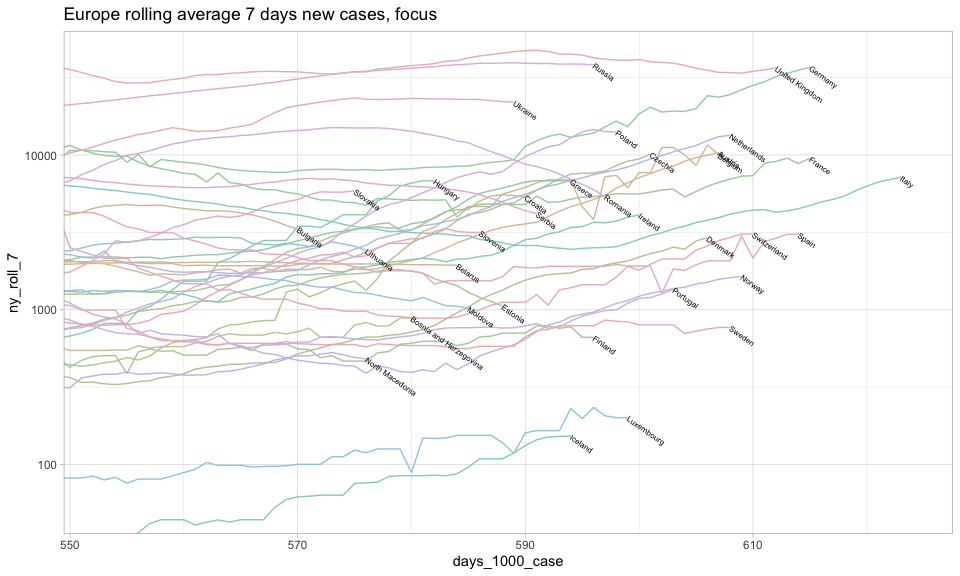 Europe rolling average 7 days new cases, focus
ny_roll_7
10000
1000
100
Russia
United Kingdom
Germany
Ukraine
Poland
Netherlands
Czechia
France
Italy
Hungary
Slovakia
Greece
Croatia
Romania
Serbia
Ireland
Bulgaria
Slovenia
Denmark
Switzerland
Spain
Lithuania
Belarus
Norway
Portugal
Estonia
Moldova
Bosnia and Herzegovina
Sweden
Finland
North Macedonia
Luxembourg
Iceland
550
570
590
610
days_1000_case